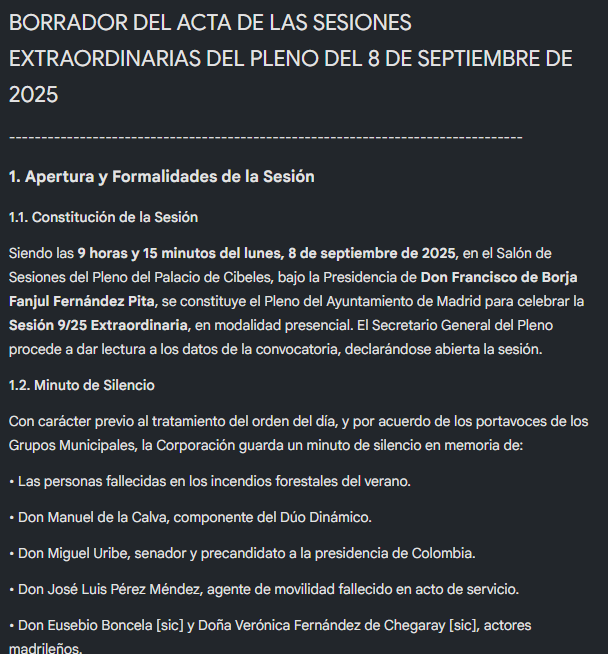 BORRADOR DEL ACTA DE LAS SESIONES
EXTRAORDINARIAS DEL PLENO DEL 8 DE SEPTIEMBRE DE
2025
--------------------------------------------------------------------------------
1. Apertura y Formalidades de la Sesión
1.1. Constitución de la Sesión
Siendo las 9 horas y 15 minutos del lunes, 8 de septiembre de 2025, en el Salón de
Sesiones del Pleno del Palacio de Cibeles, bajo la Presidencia de Don Francisco de Borja
Fanjul Fernández Pita, se constituye el Pleno del Ayuntamiento de Madrid para celebrar la
Sesión 9/25 Extraordinaria, en modalidad presencial. El Secretario General del Pleno
procede a dar lectura a los datos de la convocatoria, declarándose abierta la sesión.
1.2. Minuto de Silencio
Con carácter previo al tratamiento del orden del día, y por acuerdo de los portavoces de los
Grupos Municipales, la Corporación guarda un minuto de silencio en memoria de:
• Las personas fallecidas en los incendios forestales del verano.
• Don Manuel de la Calva, componente del Dúo Dinámico.
• Don Miguel Uribe, senador y precandidato a la presidencia de Colombia.
• Don José Luis Pérez Méndez, agente de movilidad fallecido en acto de servicio.
• Don Eusebio Boncela [sic] y Doña Verónica Fernández de Chegaray [sic], actores
madrileños.